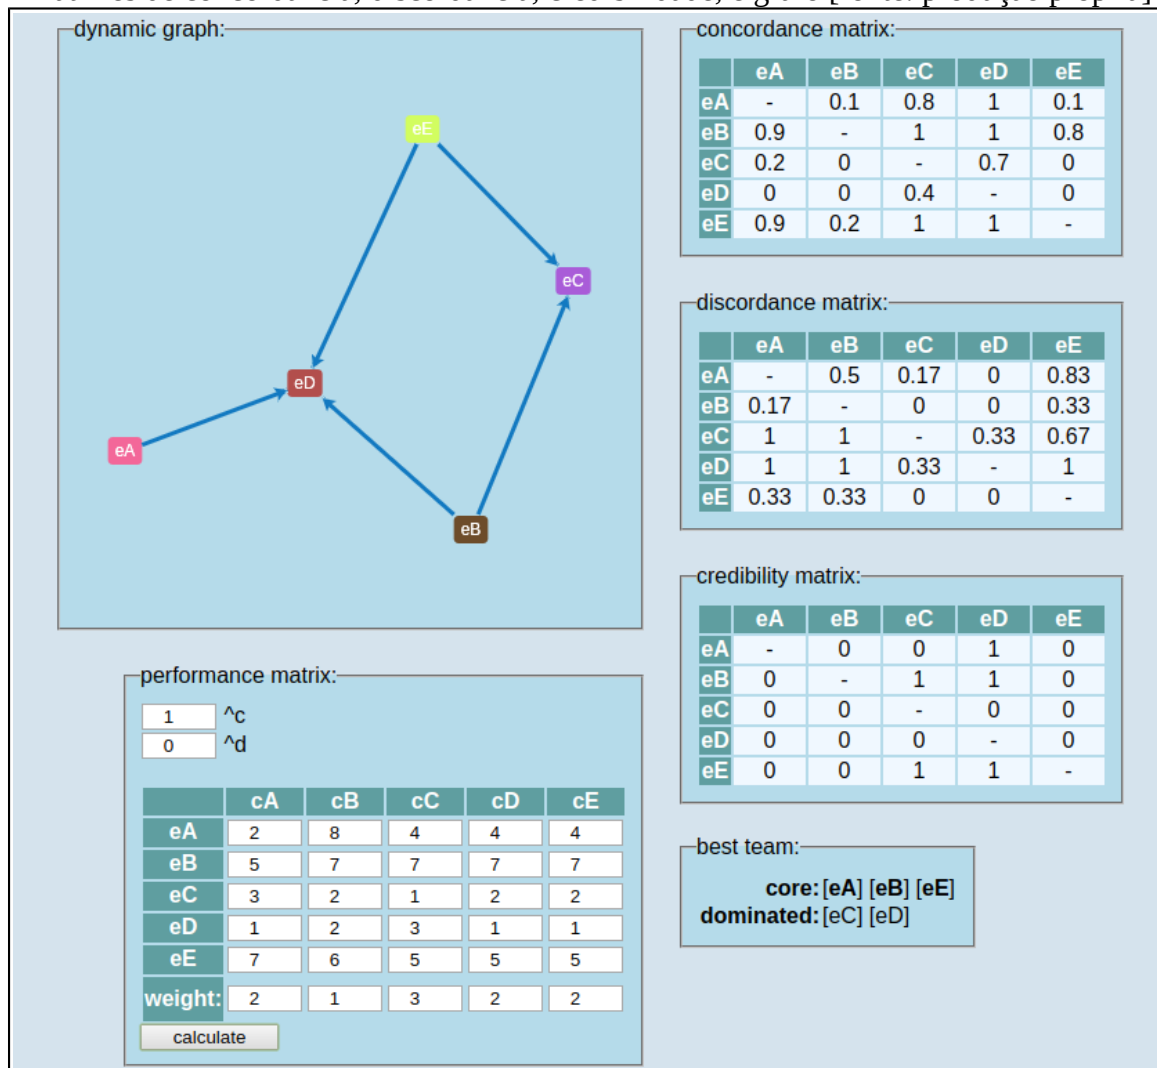 dynamic graph:
eE
eC
eD
eA
eB
concordance matrix:
eA eB eC eD eE
eA - 0.1 0.8 1 0.1
eB 0.9 - 1 1 0.8
eC 0.2 0 - 0.7 0
eD 0 0 0.4 - 0
eE 0.9 0.2 1 1 -
discordance matrix:
eA eB eC eD eE
eA - 0.5 0.17 0 0.83
eB 0.17 - 0 0 0.33
eC 1 1 - 0.33 0.67
eD 1 1 0.33 - 1
eE 0.33 0.33 0 0 -
credibility matrix:
eA eB eC eD eE
eA - 0 0 1 0
eB 0 - 1 1 0
eC 0 0 - 0 0
eD 0 0 0 - 0
eE 0 0 1 1 -
performance matrix:
1 ^c
0 ^d
cA cB cC cD cE
eA 2 8 4 4 4
eB 5 7 7 7 7
eC 3 2 1 2 2
eD 1 2 3 1 1
eE 7 6 5 5 5
weight: 2 1 3 2 2
calculate
best team:
core: [eA] [eB] [eE]
dominated: [eC] [eD]